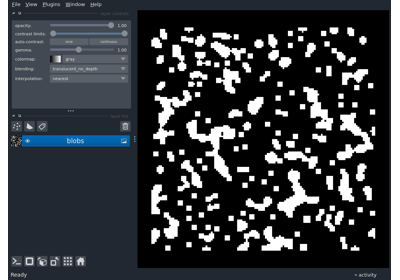 File View Plugins Window Help
opacity: 1.00
contrast limits:
auto-contrast: once continuous
gamma: 1.00
colormap: gray
blending: translucent_no_depth
interpolation: nearest
blobs
Ready
activity